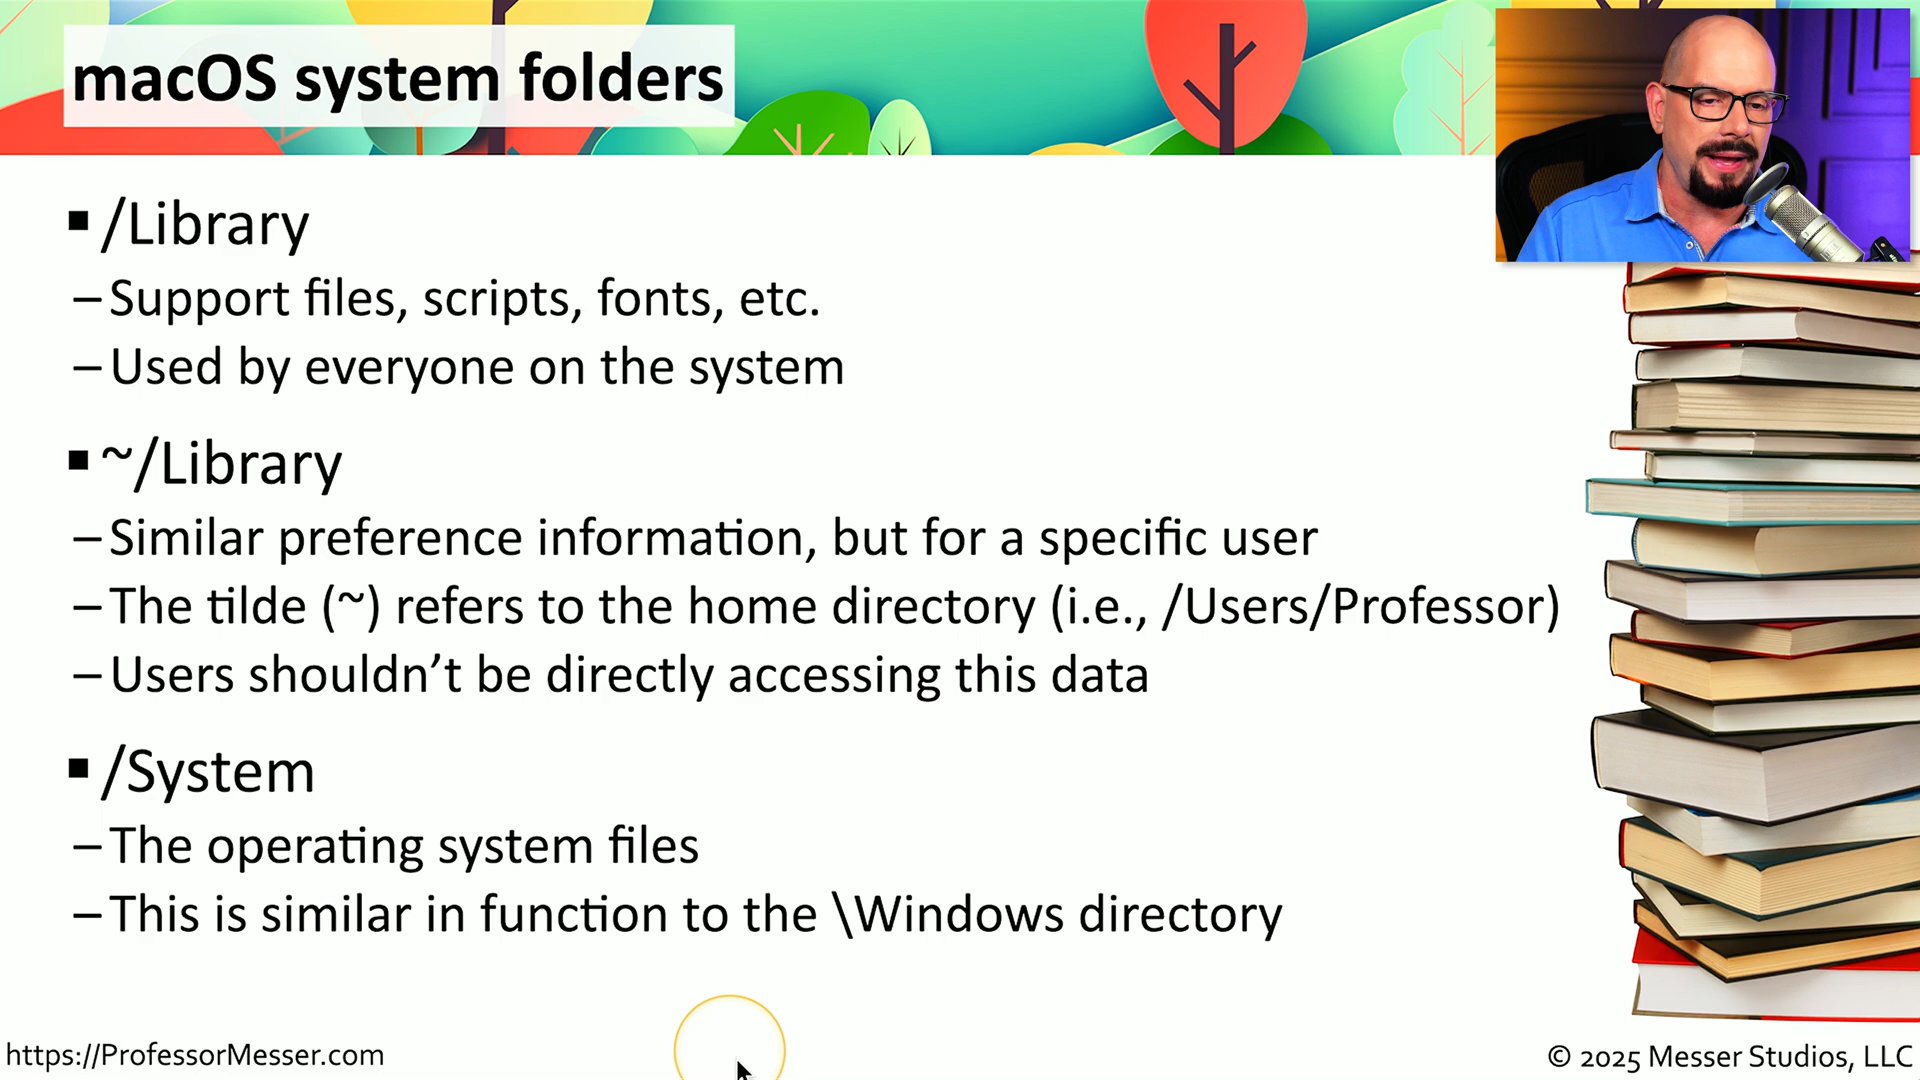 macOS system folders
▪ /Library
– Support files, scripts, fonts, etc.
– Used by everyone on the system
▪ ~/Library
– Similar preference information, but for a specific user
– The tilde (~) refers to the home directory (i.e., /Users/Professor)
– Users shouldn’t be directly accessing this data
▪ /System
– The operating system files
– This is similar in function to the \Windows directory
https://ProfessorMesser.com
© 2025 Messer Studios, LLC